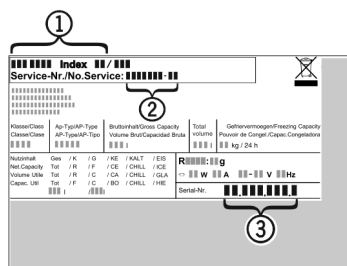 1
Index /
Service-Nr./No.Service: -
2
Klasse/Class Ap-Typ/AP-Type Bruttoinhalt/Gross Capacity Total Gefriervermoegen/Freezing Capacity
Classe/Clase AP-Type/AP-Tipo Volume Brut/Capacidad Bruta volume Pouvoir de Congel./Capac.Congeladora
l l kg / 24 h
Nutzinhalt Ges / K / G / KE / KALT / EIS
Net.Capacity Tot / R / F / CE / CHILL / ICE
Volume Utile Tot / R / C / CA / CHILL / GLA
Capac. Util Tot / F / C / BO / CHILL / HIE
l / l
R : g
W A - V Hz
Serial-Nr. . . .
3